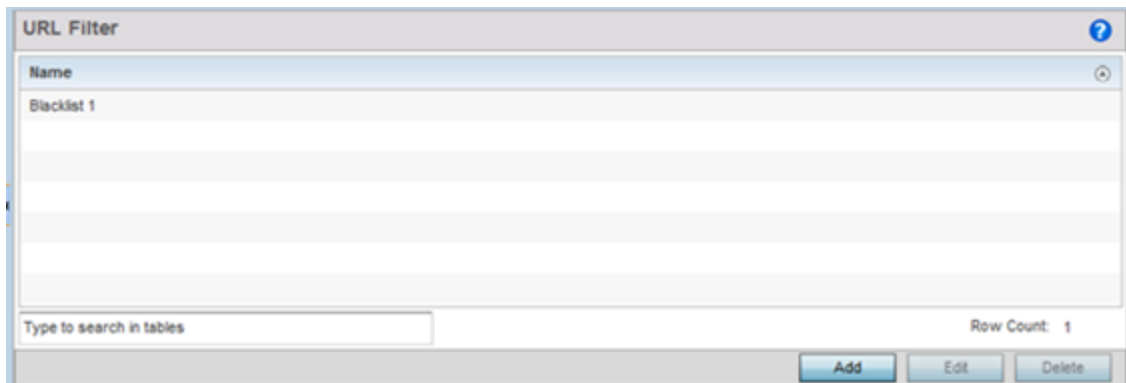 URL Filter
?
Name
Blacklist 1
Type to search in tables
Row Count: 1
Add Edit Delete